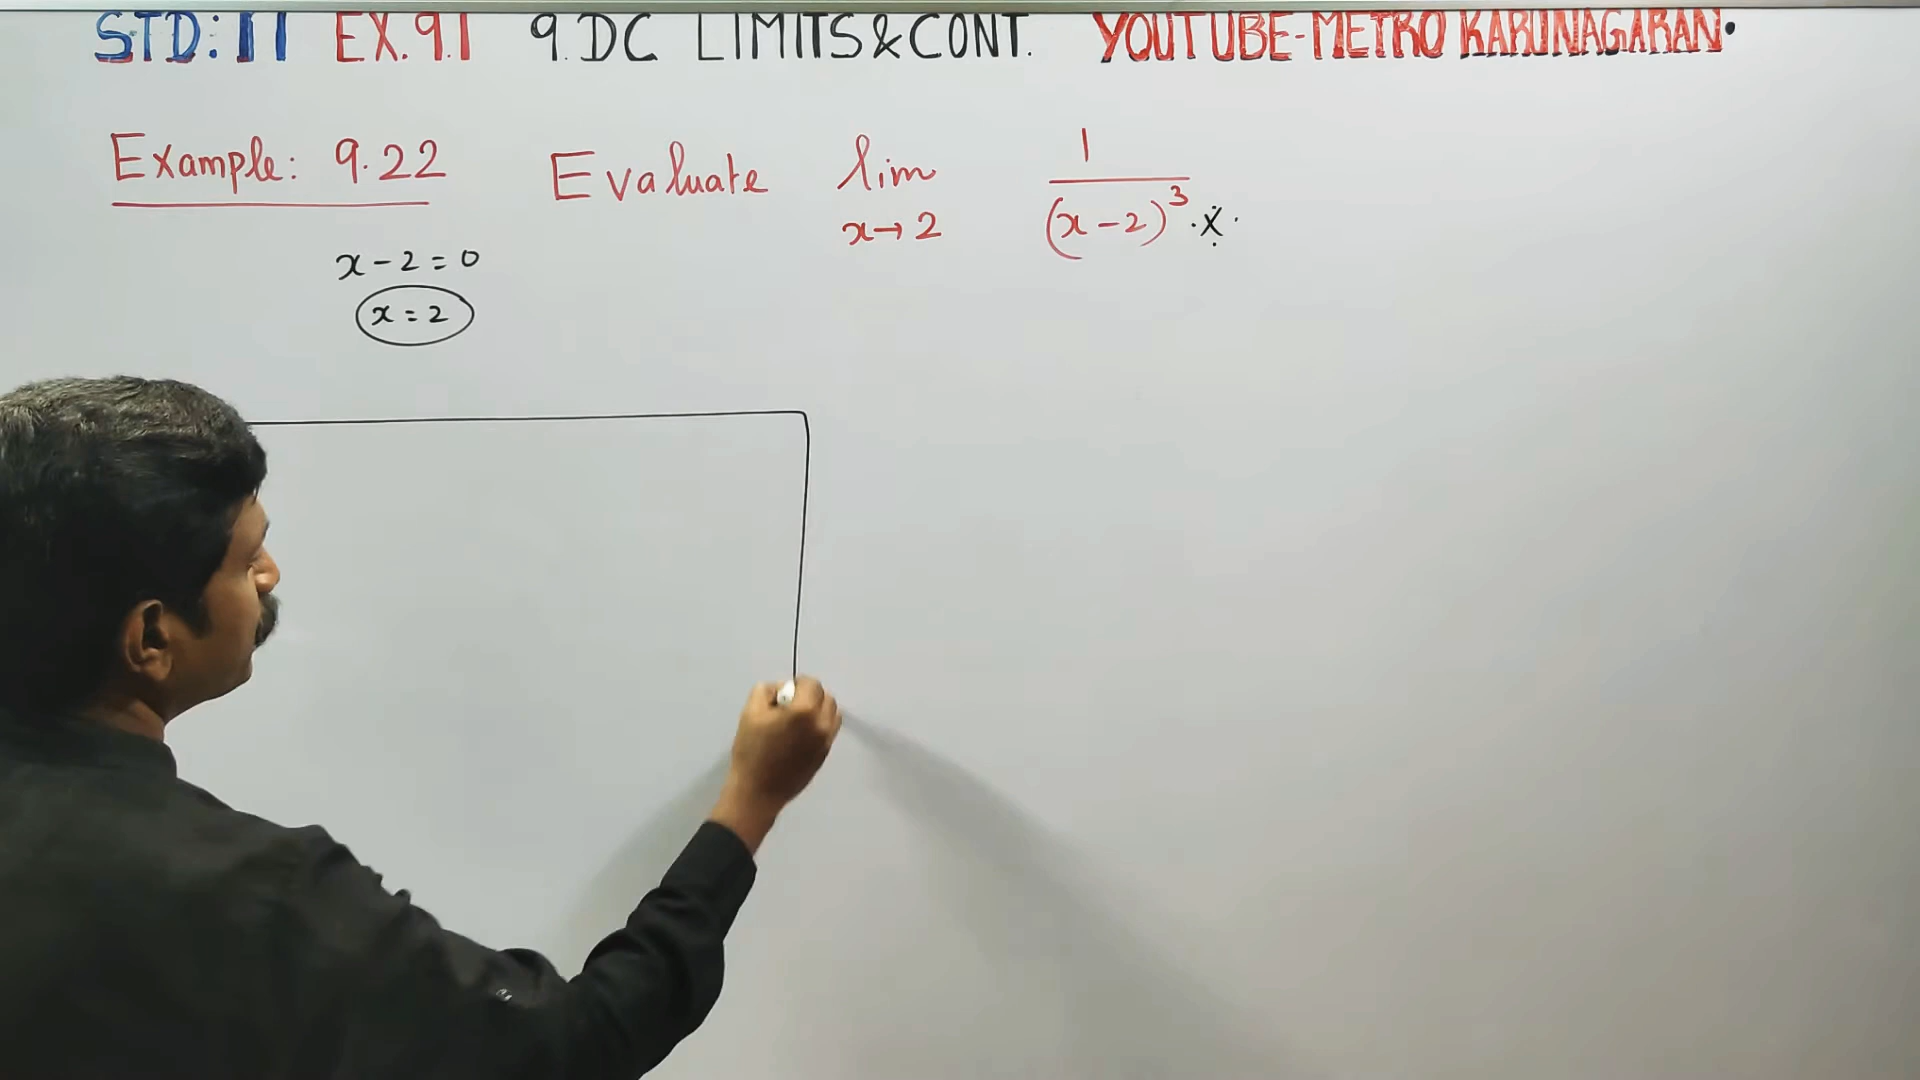 STD: 11 EX.9.1 9.DC LIMITS & CONT. YOUTUBE-METRO KARUNAGARAN.
Example: 9.22 Evaluate lim x→2 1/(x-2)³ .x.
x-2=0
x=2